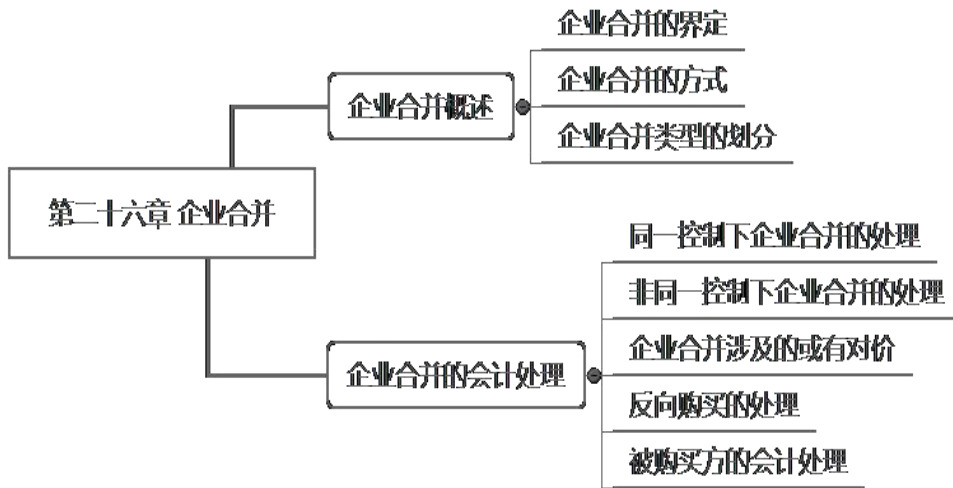 第二十六章 企业合并
企业合并概述
企业合并的界定
企业合并的方式
企业合并类型的划分
企业合并的会计处理
同一控制下企业合并的处理
非同一控制下企业合并的处理
企业合并涉及的或有对价
反向购买的处理
被购买方的会计处理